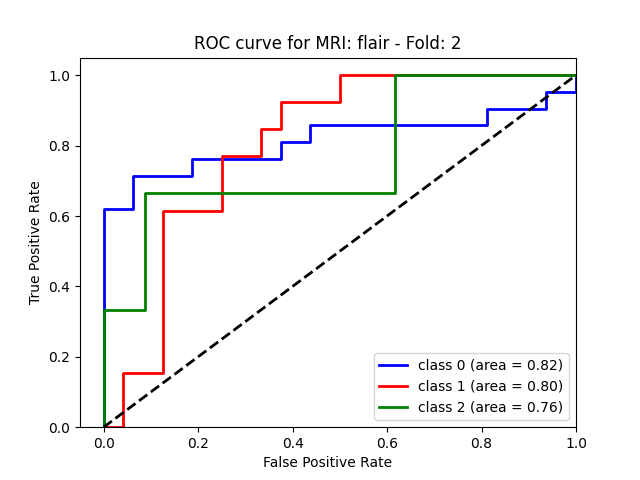 ROC curve for MRI: flair - Fold: 2
True Positive Rate
1.0
0.8
0.6
0.4
0.2
0.0
class 0 (area = 0.82)
class 1 (area = 0.80)
class 2 (area = 0.76)
0.0 0.2 0.4 0.6 0.8 1.0
False Positive Rate